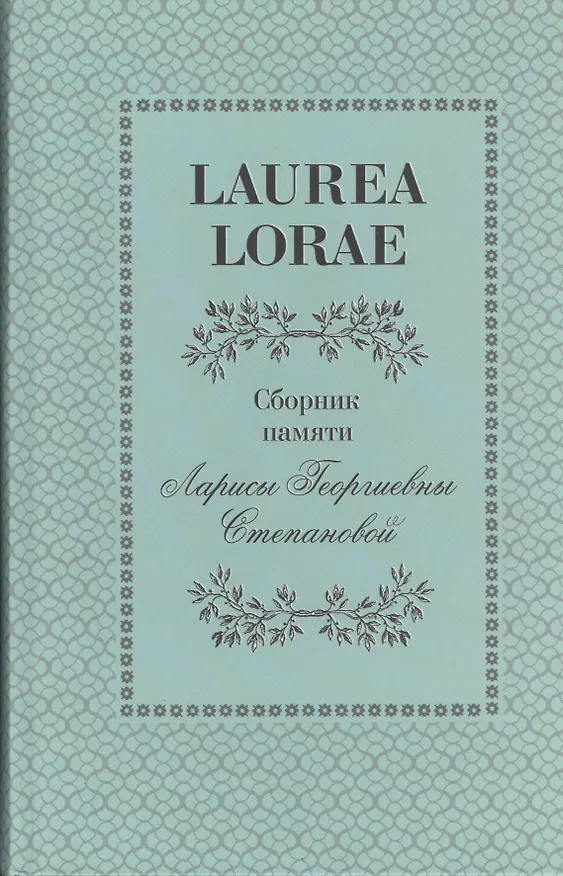 LAUREA
LORAE
Сборник
памяти
Ларисы Георгиевны
Степановой